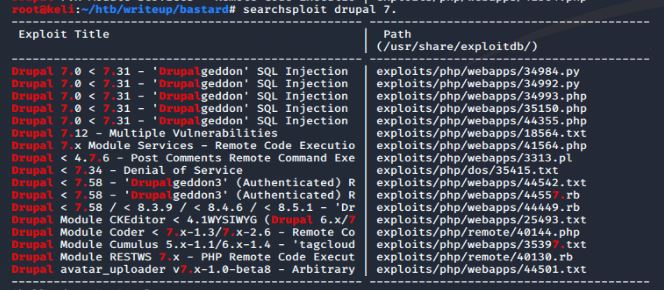 root@keli:~/htb/writeup/bastard# searchsploit drupal 7.
Exploit Title | Path
| (/usr/share/exploitdb/)
Drupal 7.0 < 7.31 - 'Drupalgeddon' SQL Injection | exploits/php/webapps/34984.py
Drupal 7.0 < 7.31 - 'Drupalgeddon' SQL Injection | exploits/php/webapps/34992.py
Drupal 7.0 < 7.31 - 'Drupalgeddon' SQL Injection | exploits/php/webapps/34993.php
Drupal 7.0 < 7.31 - 'Drupalgeddon' SQL Injection | exploits/php/webapps/35150.php
Drupal 7.0 < 7.31 - 'Drupalgeddon' SQL Injection | exploits/php/webapps/44355.php
Drupal 7.12 - Multiple Vulnerabilities | exploits/php/webapps/18564.txt
Drupal 7.x Module Services - Remote Code Executio | exploits/php/webapps/41564.php
Drupal < 4.7.6 - Post Comments Remote Command Exe | exploits/php/webapps/3313.pl
Drupal < 7.34 - Denial of Service | exploits/php/dos/35415.txt
Drupal < 7.58 - 'Drupalgeddon3' (Authenticated) R | exploits/php/webapps/44542.txt
Drupal < 7.58 - 'Drupalgeddon3' (Authenticated) R | exploits/php/webapps/44557.rb
Drupal < 7.58 / < 8.3.9 / < 8.4.6 / < 8.5.1 - 'Dr | exploits/php/webapps/44449.rb
Drupal Module CKEditor < 4.1WYSIWYG (Drupal 6.x/7 | exploits/php/webapps/25493.txt
Drupal Module Coder < 7.x-1.3/7.x-2.6 - Remote Co | exploits/php/remote/40144.php
Drupal Module Cumulus 5.x-1.1/6.x-1.4 - 'tagcloud | exploits/php/webapps/35397.txt
Drupal Module RESTWS 7.x - PHP Remote Code Execut | exploits/php/remote/40130.rb
Drupal avatar_uploader v7.x-1.0-beta8 - Arbitrary | exploits/php/webapps/44501.txt